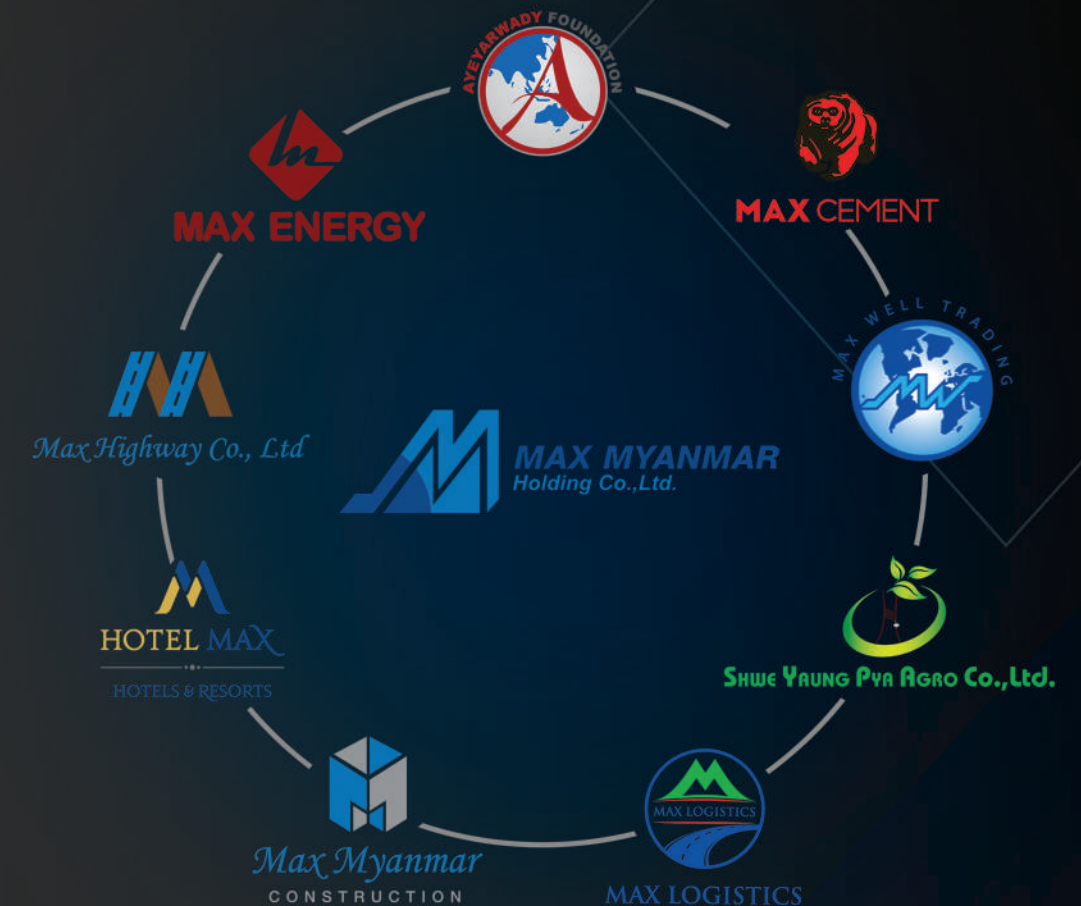 AYEYARWADY FOUNDATION
MAX CEMENT
MAX WELL TRADING
MW
SHWE YAUNG PYA AGRO CO.,LTD.
MAX LOGISTICS
MAX LOGISTICS
Max Myanmar
CONSTRUCTION
HOTEL MAX
HOTELS & RESORTS
Max Highway Co., Ltd
MAX ENERGY
MAX MYANMAR
Holding Co.,Ltd.